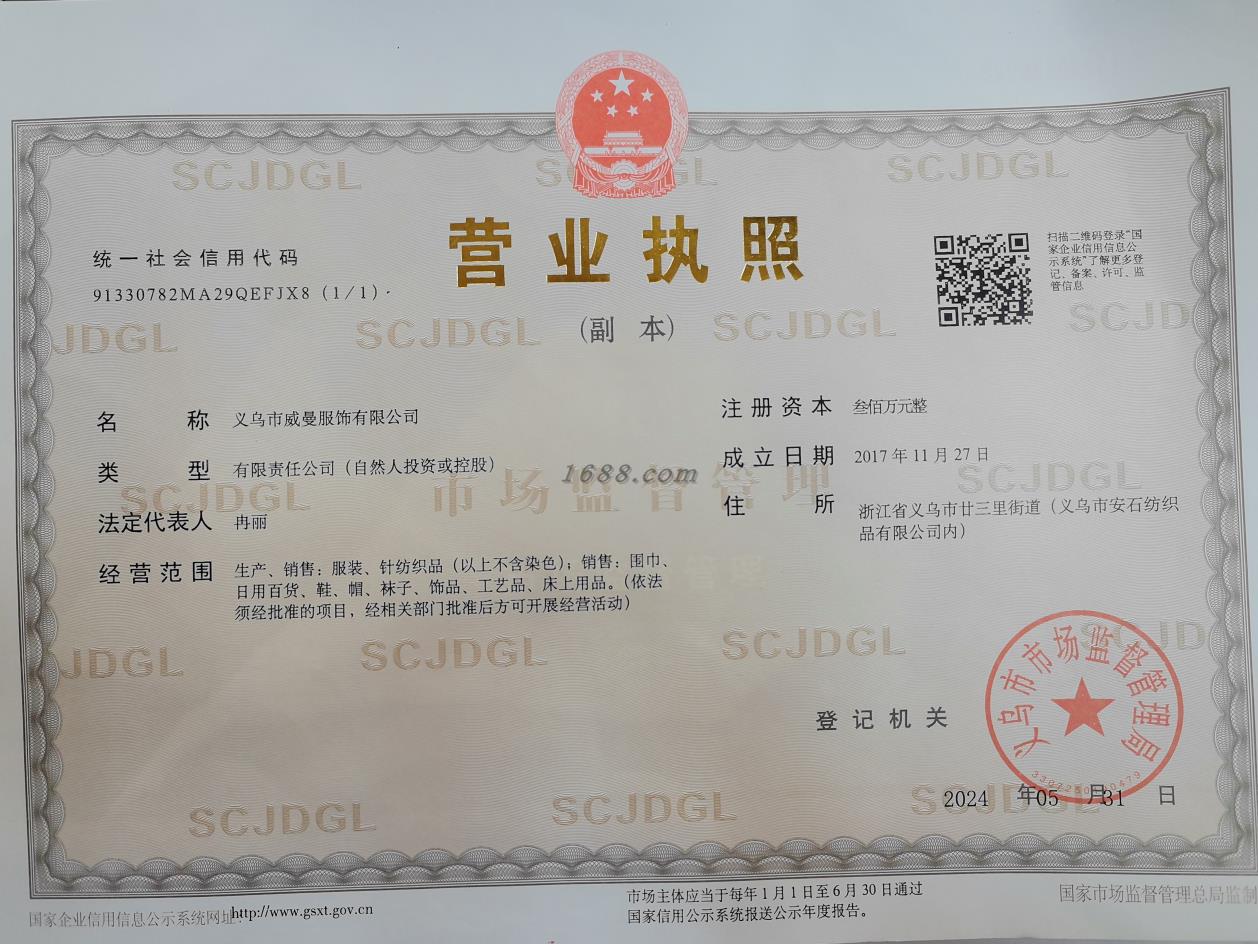 SCJDGL
SCJDGL
营业执照
(副 本)
统一社会信用代码
91330782MA29QEFJX8 (1/1)
扫描二维码登录“国
家企业信用信息公
示系统”了解更多登
记、备案、许可、监
管信息
JDGL
SCJDGL
SCJDGL
SCJD
名 称 义乌市威曼服饰有限公司
类 型 有限责任公司（自然人投资或控股）
法定代表人 冉丽
经营范围 生产、销售：服装、针纺织品（以上不含染色）；销售：围巾、
日用百货、鞋、帽、袜子、饰品、工艺品、床上用品。（依法
须经批准的项目，经相关部门批准后方可开展经营活动）
注册资本 叁佰万元整
成立日期 2017年11月27日
住 所 浙江省义乌市廿三里街道（义乌市安石纺织
品有限公司内）
1688.com
市场监督管理
SCJDGL
SCJDGL
JDGL
SCJDGL
SCJDGL
登记机关
义乌市市场监督管理局
2024 年05 月31 日
SCJDGL
SCJDGL
国家企业信用信息公示系统网址：http://www.gsxt.gov.cn
市场主体应当于每年1月1日至6月30日通过
国家信用公示系统报送公示年度报告。
国家市场监督管理总局监制